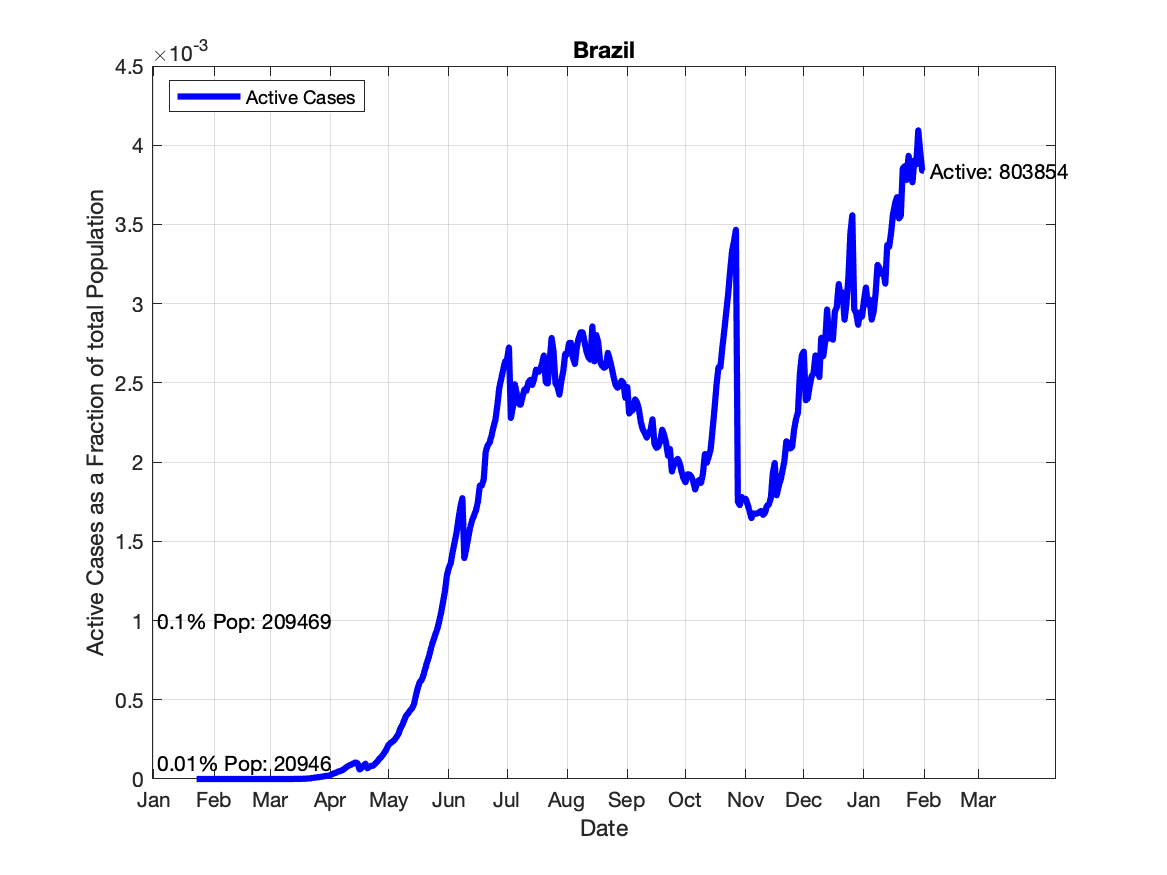 Brazil
×10-3
4.5
4
3.5
3
2.5
2
1.5
1
0.5
0
Active Cases as a Fraction of total Population
Active Cases
Active: 803854
0.1% Pop: 209469
0.01% Pop: 20946
Jan Feb Mar Apr May Jun Jul Aug Sep Oct Nov Dec Jan Feb Mar
Date